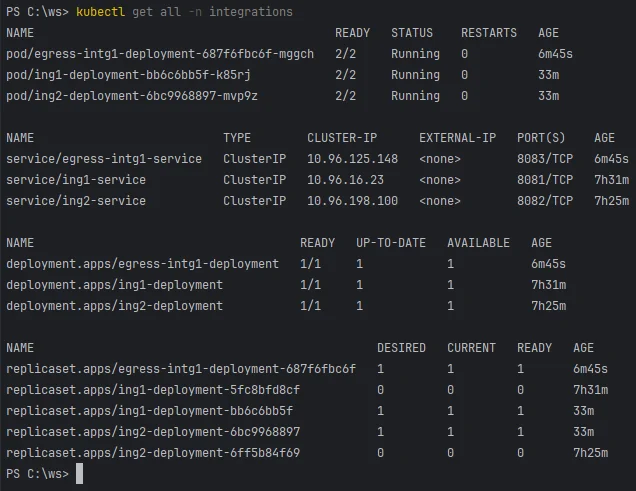 PS C:\ws> kubectl get all -n integrations
NAME READY STATUS RESTARTS AGE
pod/egress-intg1-deployment-687f6fbc6f-mggch 2/2 Running 0 6m45s
pod/ing1-deployment-bb6c6bb5f-k85rj 2/2 Running 0 33m
pod/ing2-deployment-6bc9968897-mvp9z 2/2 Running 0 33m
NAME TYPE CLUSTER-IP EXTERNAL-IP PORT(S) AGE
service/egress-intg1-service ClusterIP 10.96.125.148 <none> 8083/TCP 6m45s
service/ing1-service ClusterIP 10.96.16.23 <none> 8081/TCP 7h31m
service/ing2-service ClusterIP 10.96.198.100 <none> 8082/TCP 7h25m
NAME READY UP-TO-DATE AVAILABLE AGE
deployment.apps/egress-intg1-deployment 1/1 1 1 6m45s
deployment.apps/ing1-deployment 1/1 1 1 7h31m
deployment.apps/ing2-deployment 1/1 1 1 7h25m
NAME DESIRED CURRENT READY AGE
replicaset.apps/egress-intg1-deployment-687f6fbc6f 1 1 1 6m45s
replicaset.apps/ing1-deployment-5fc8bfd8cf 0 0 0 7h31m
replicaset.apps/ing1-deployment-bb6c6bb5f 1 1 1 33m
replicaset.apps/ing2-deployment-6bc9968897 1 1 1 33m
replicaset.apps/ing2-deployment-6ff5b84f69 0 0 0 7h25m
PS C:\ws>